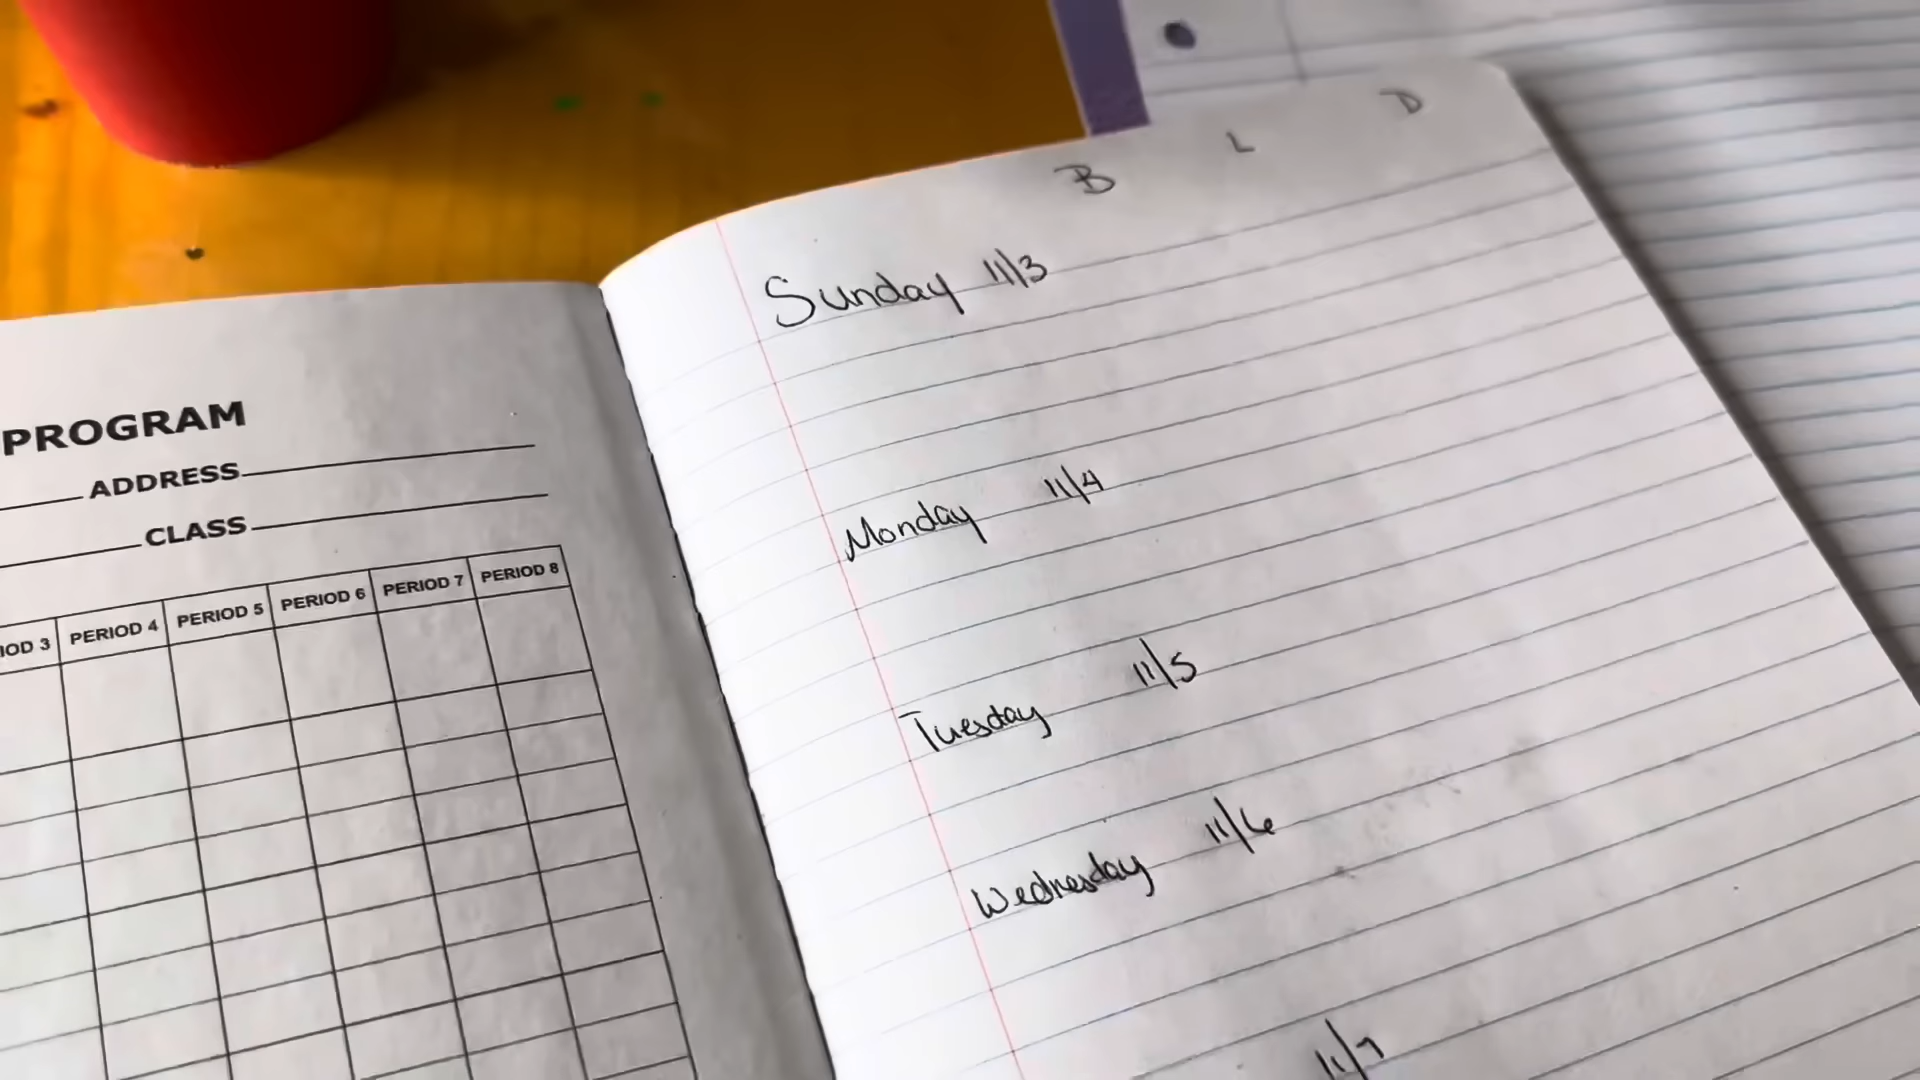 PROGRAM
ADDRESS
CLASS
IOD 3 PERIOD 4 PERIOD 5 PERIOD 6 PERIOD 7 PERIOD 8
B L D
Sunday 11/3
Monday 11/4
Tuesday 11/5
Wednesday 11/6
11/7